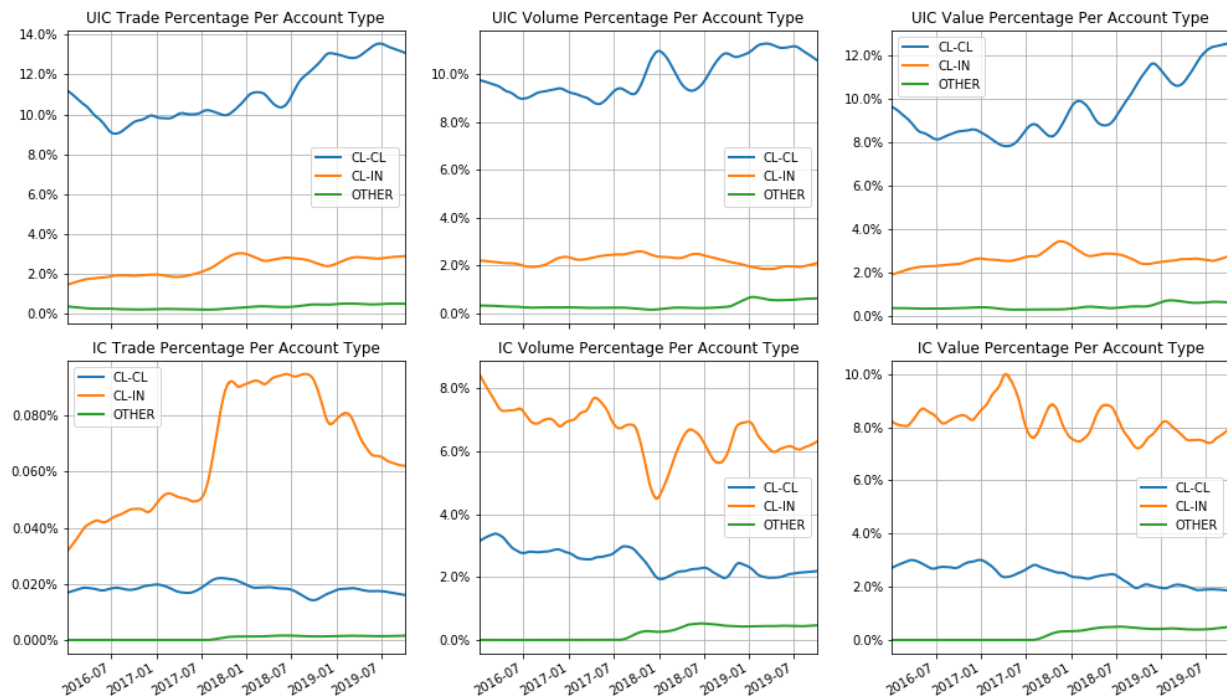 UIC Trade Percentage Per Account Type
14.0%
12.0%
10.0%
8.0%
6.0%
4.0%
2.0%
0.0%
CL-CL
CL-IN
OTHER
UIC Volume Percentage Per Account Type
10.0%
8.0%
6.0%
4.0%
2.0%
0.0%
CL-CL
CL-IN
OTHER
UIC Value Percentage Per Account Type
12.0%
10.0%
8.0%
6.0%
4.0%
2.0%
0.0%
CL-CL
CL-IN
OTHER
IC Trade Percentage Per Account Type
0.080%
0.060%
0.040%
0.020%
0.000%
CL-CL
CL-IN
OTHER
2016-07
2017-01
2017-07
2018-01
2018-07
2019-01
2019-07
IC Volume Percentage Per Account Type
8.0%
6.0%
4.0%
2.0%
0.0%
CL-CL
CL-IN
OTHER
2016-07
2017-01
2017-07
2018-01
2018-07
2019-01
2019-07
IC Value Percentage Per Account Type
10.0%
8.0%
6.0%
4.0%
2.0%
0.0%
CL-CL
CL-IN
OTHER
2016-07
2017-01
2017-07
2018-01
2018-07
2019-01
2019-07